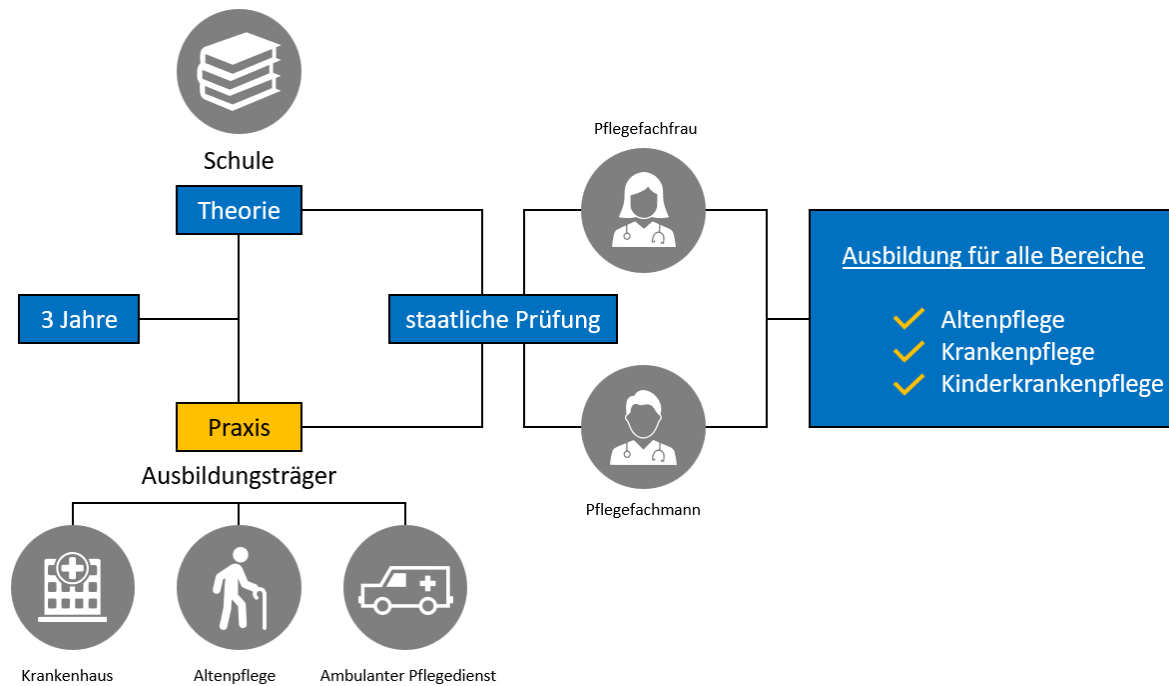 Schule
Theorie
3 Jahre
Praxis
Ausbildungsträger
Krankenhaus
Altenpflege
Ambulanter Pflegedienst
staatliche Prüfung
Pflegefachfrau
Pflegefachmann
Ausbildung für alle Bereiche
Altenpflege
Krankenpflege
Kinderkrankenpflege